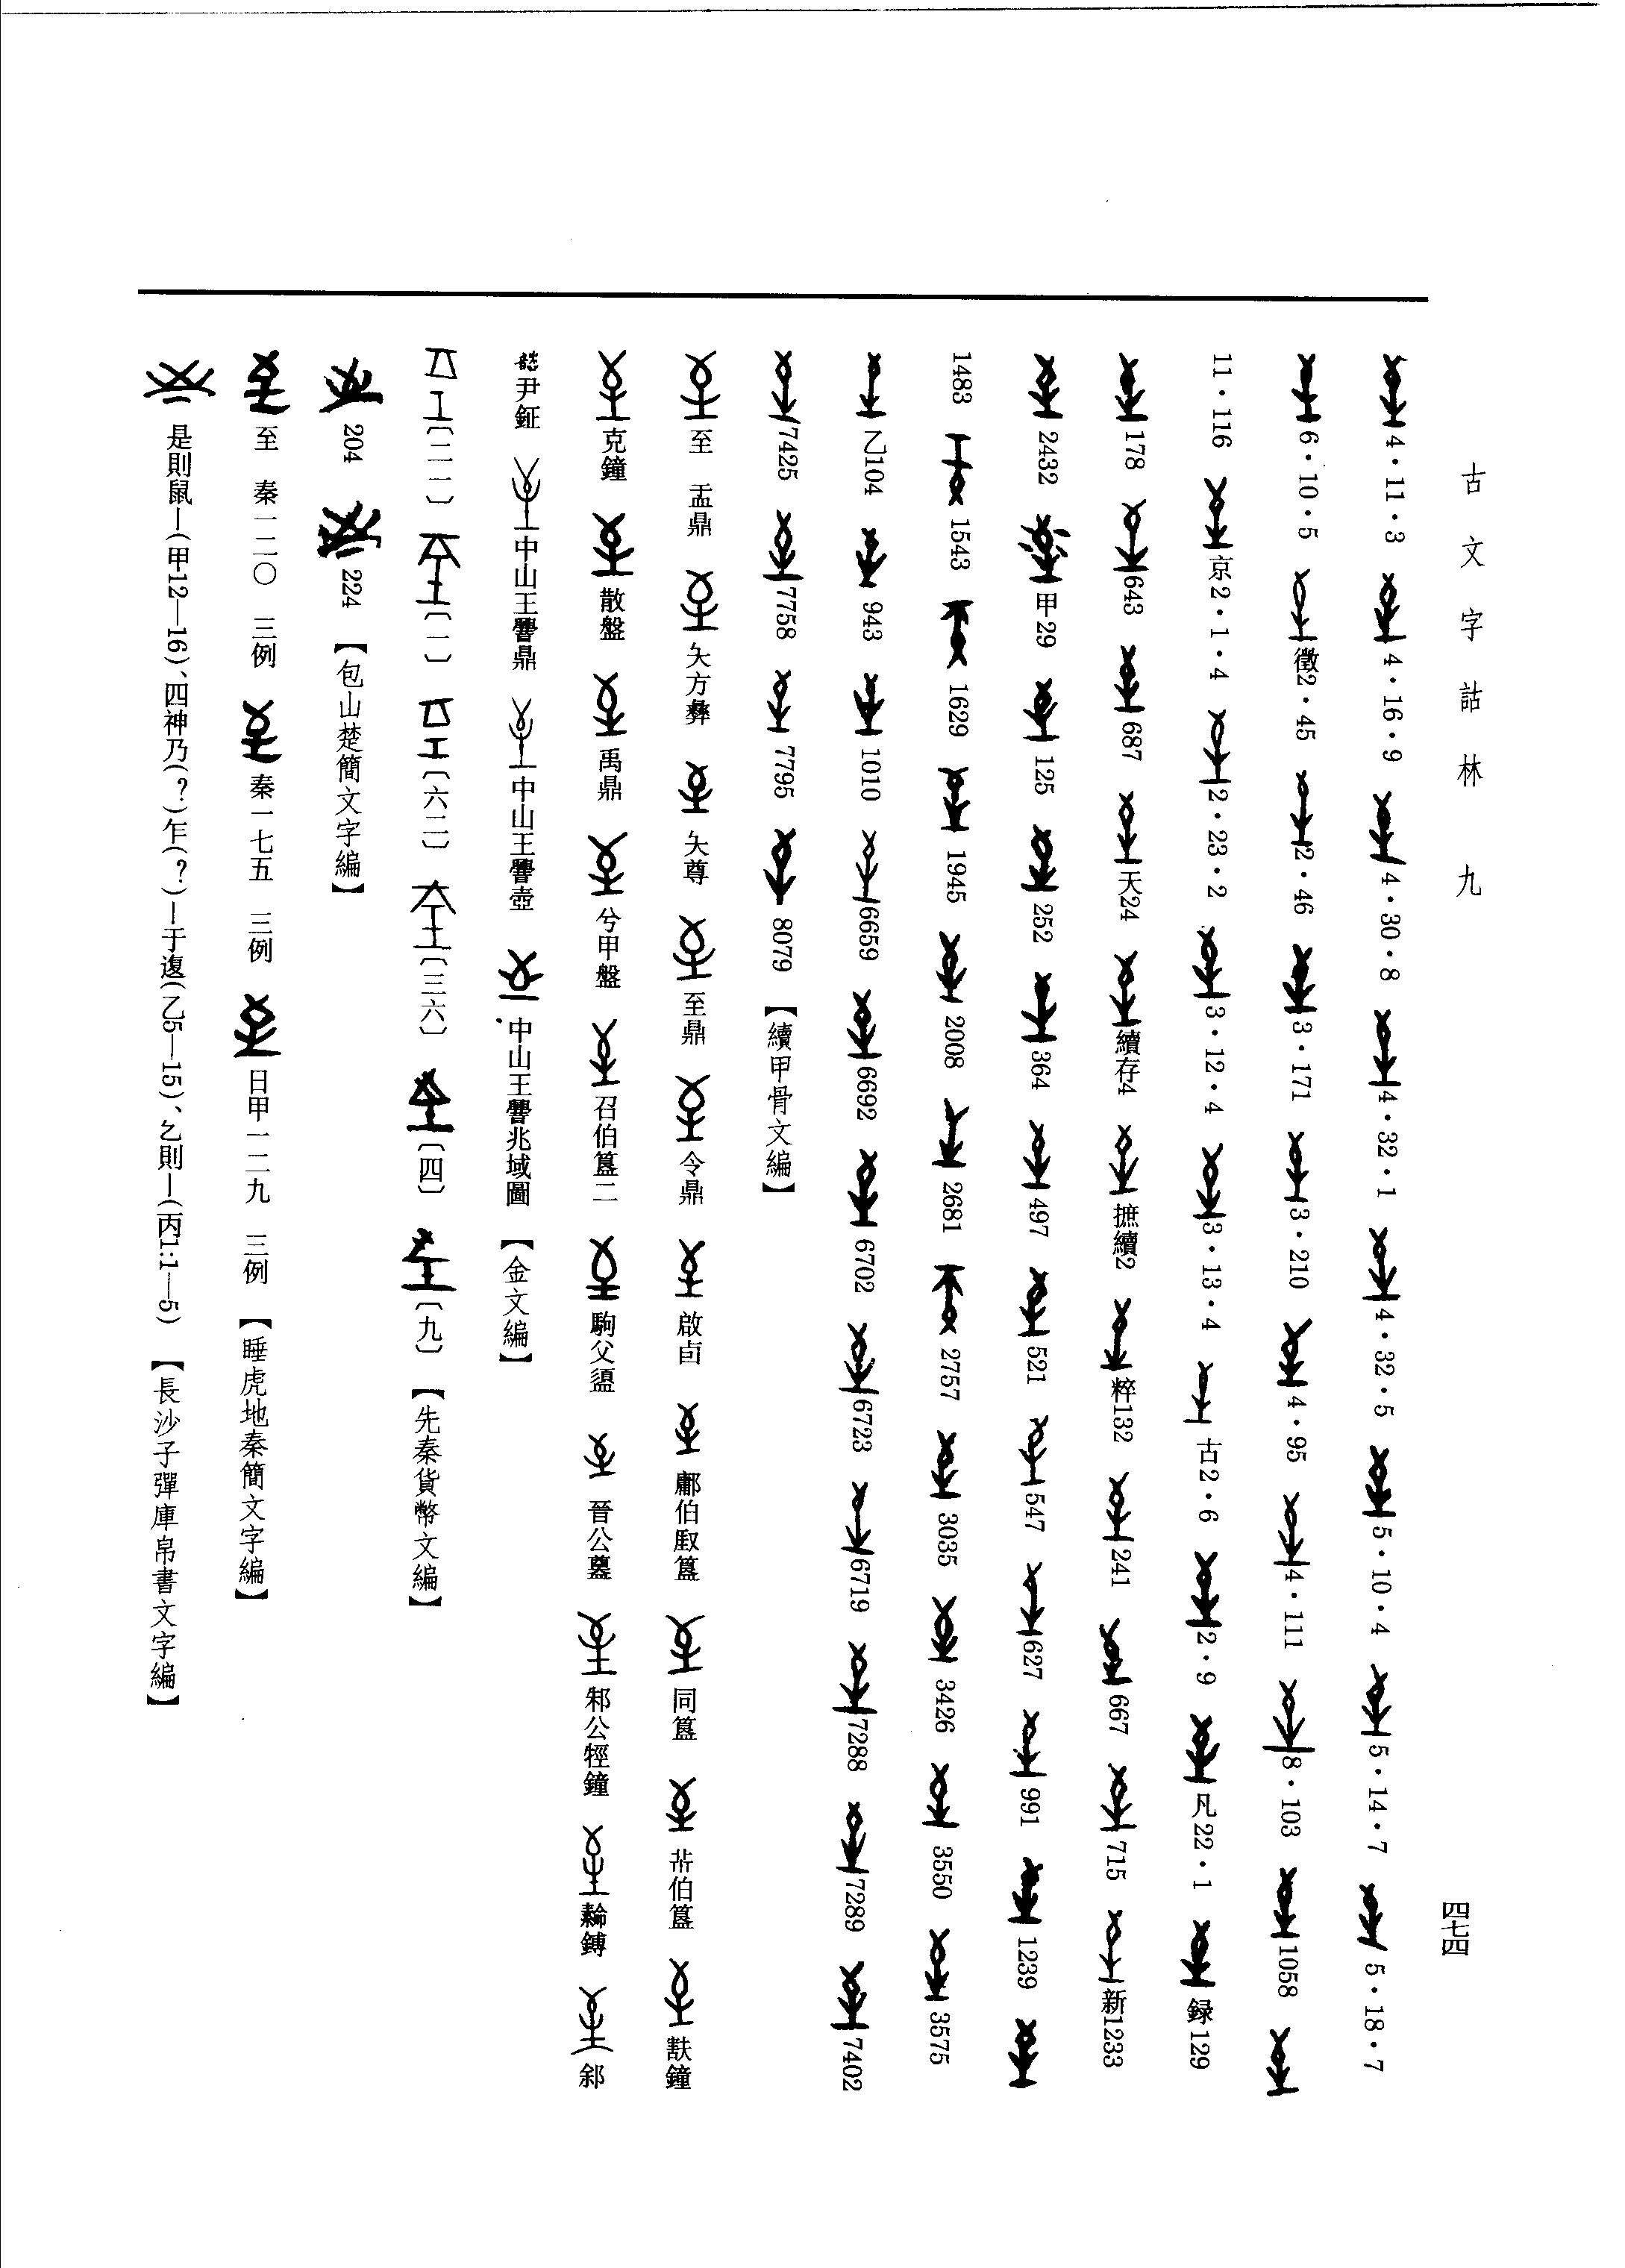 古文字詁林 九
四七四
4·11·3 4·16·9 4·30·8 4·32·1 4·32·5 5·10·4 5·14·7 5·18·7
6·10·5 徵2·45 2·46 3·171 3·210 4·95 4·111 8·103 1058
11·116 京2·1·4 2·23·2 3·12·4 3·13·4 古2·6 2·9 凡22·1 録129
178 643 687 天24 續存4 摭續2 粹132 241 667 715 新1233
2432 甲29 125 252 364 497 521 547 627 991 1239
1483 1543 1629 1945 2008 2681 2757 3035 3426 3550 3575
乙104 943 1010 6659 6692 6702 6723 6719 7288 7289 7402
7425 7758 7795 8079 【續甲骨文編】
至 盂鼎 夨方彝 夨尊 至鼎 令鼎 啟卣 鄘伯𠭯簋 同簋 伯簋 㝬鐘
克鐘 散盤 禹鼎 兮甲盤 召伯簋二 駒父盨 晉公𥂴 邾公牼鐘 鎛 䣄
尹鉦 中山王𰯼鼎 中山王𰯼壺 中山王𰯼兆域圖 【金文編】
〔二二〕 〔一〕 〔六二〕 〔三六〕 〔四〕 〔九〕 【先秦貨幣文編】
204 224 【包山楚簡文字編】
至 秦一二〇 三例 秦一七五 三例 日甲一二九 三例 【睡虎地秦簡文字編】
是則鼠—(甲12—16)、四神乃(?)乍(?)—于逡(乙5—15)、乞則—(丙1:1—5) 【長沙子彈庫帛書文字編】